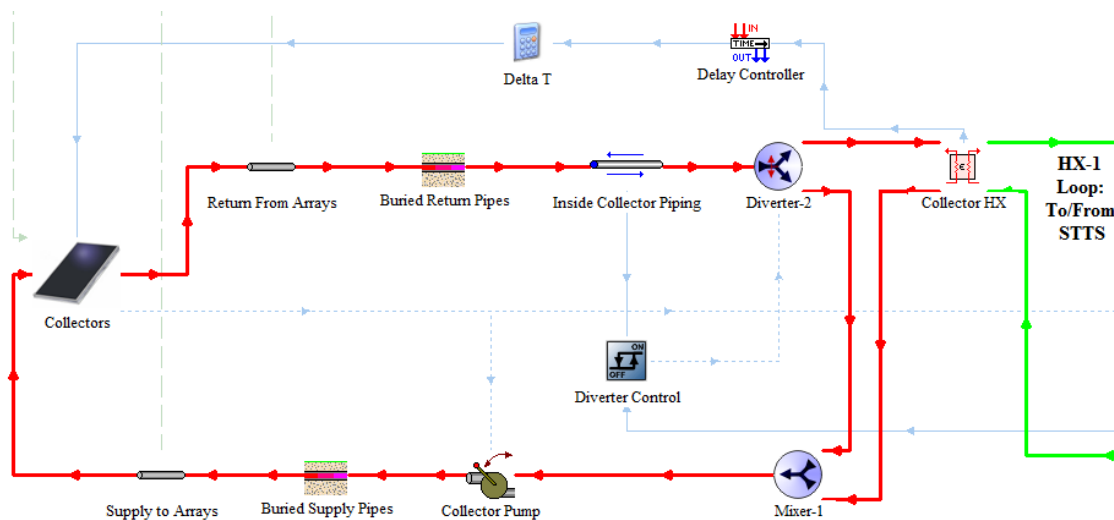 IN
TIME
OUT
Delta T
Delay Controller
ε
HX-1
Loop:
To/From
STTS
Return From Arrays
Buried Return Pipes
Inside Collector Piping
Diverter-2
Collector HX
Collectors
ON
OFF
Diverter Control
Supply to Arrays
Buried Supply Pipes
Collector Pump
Mixer-1